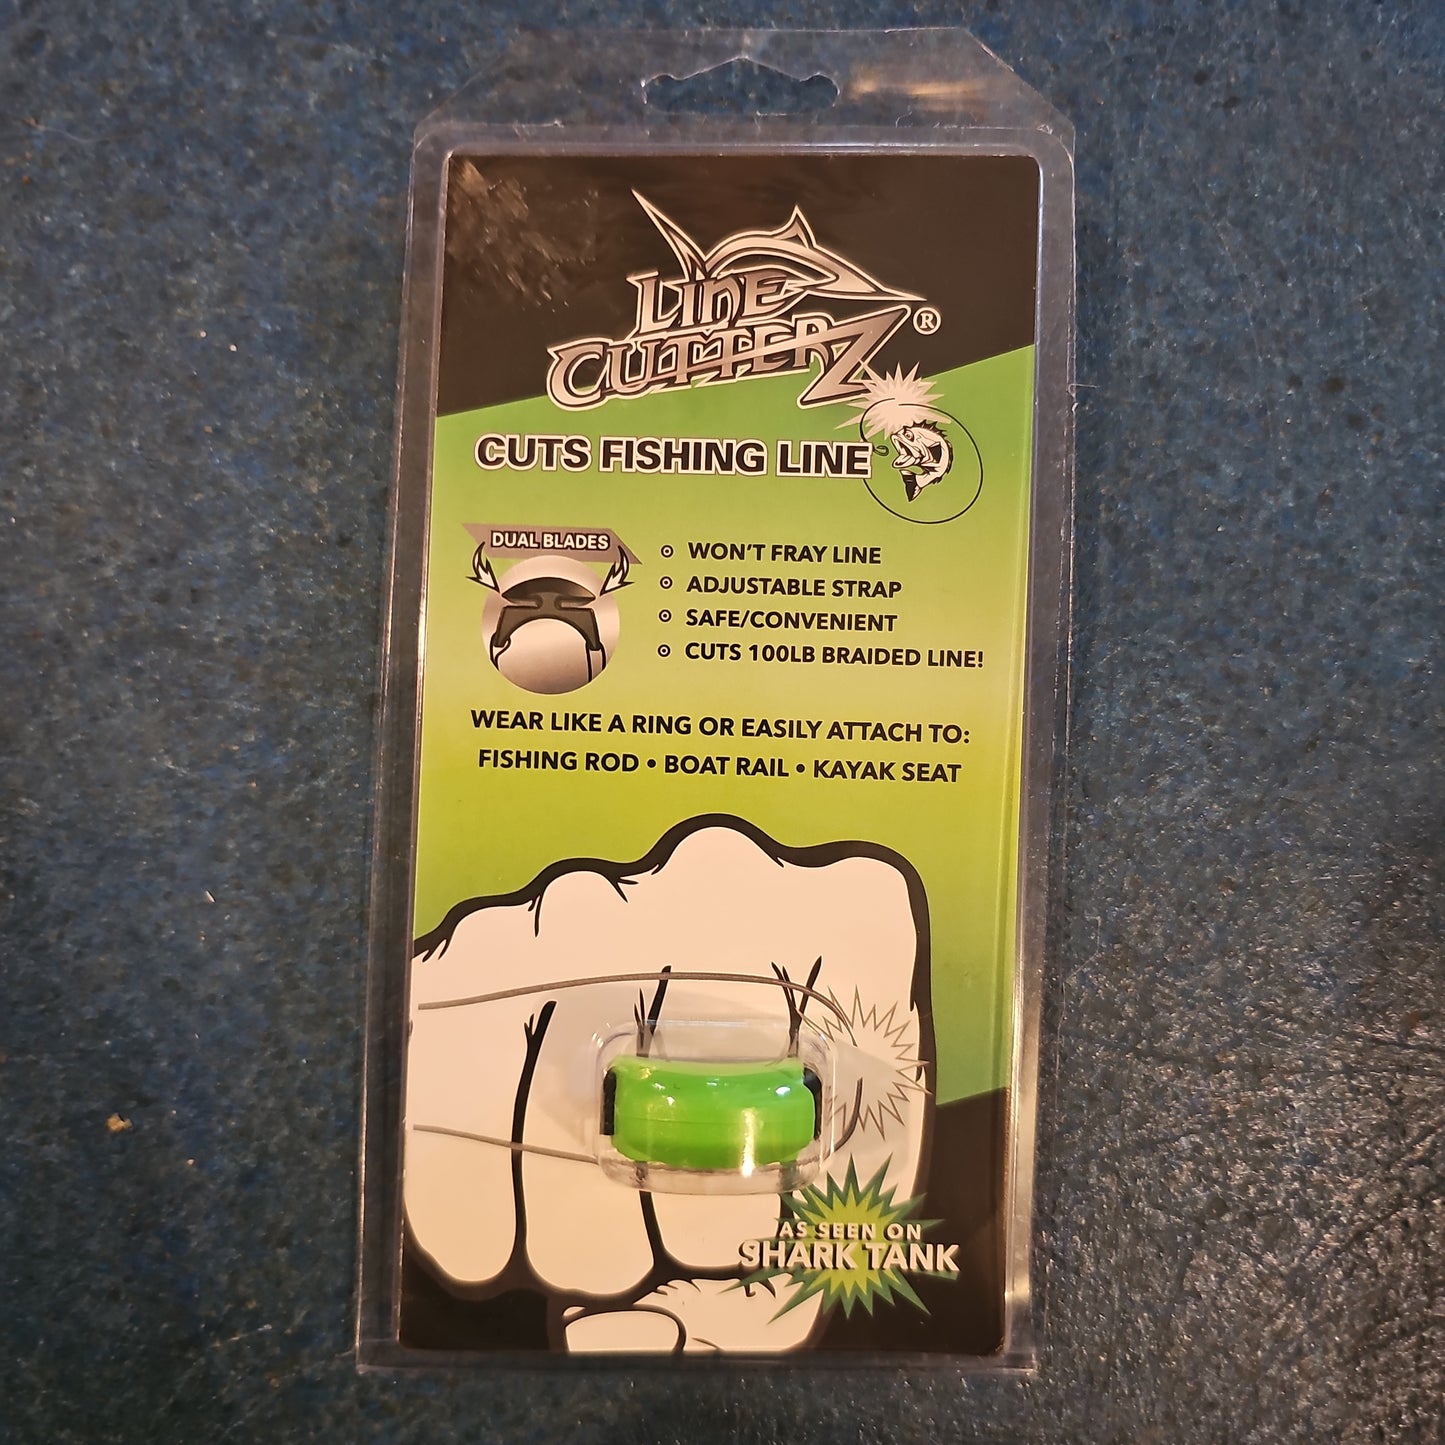 LINE
CUTTERZ®
CUTS FISHING LINE
DUAL BLADES
WON'T FRAY LINE
ADJUSTABLE STRAP
SAFE/CONVENIENT
CUTS 100LB BRAIDED LINE!
WEAR LIKE A RING OR EASILY ATTACH TO:
FISHING ROD • BOAT RAIL • KAYAK SEAT
AS SEEN ON
SHARK TANK